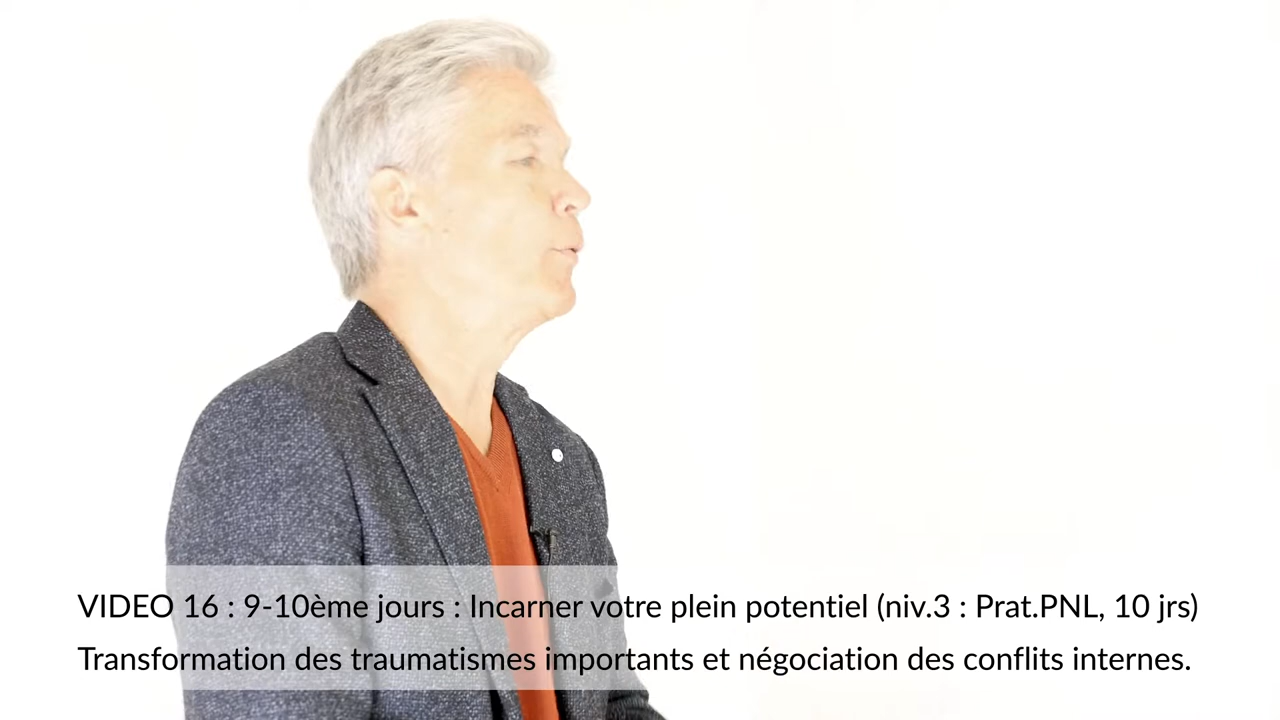 VIDEO 16 : 9-10ème jours : Incarner votre plein potentiel (niv.3 : Prat.PNL, 10 jrs)
Transformation des traumatismes importants et négociation des conflits internes.